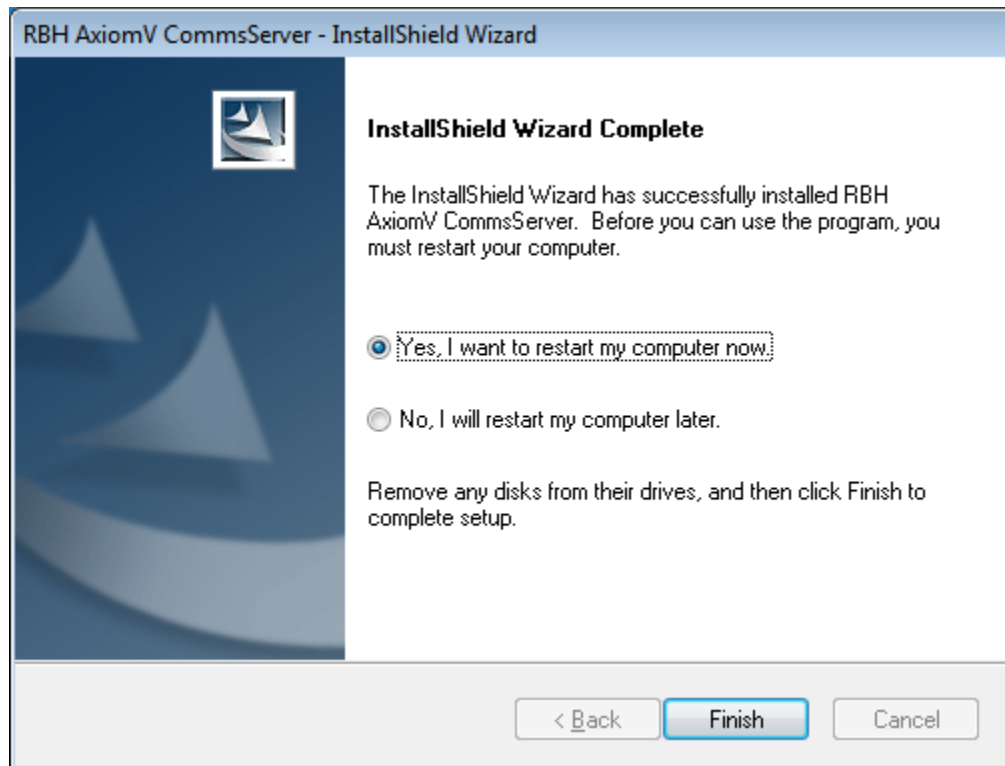 RBH AxiomV CommsServer - InstallShield Wizard
InstallShield Wizard Complete
The InstallShield Wizard has successfully installed RBH
AxiomV CommsServer.  Before you can use the program, you
must restart your computer.
Yes, I want to restart my computer now.
No, I will restart my computer later.
Remove any disks from their drives, and then click Finish to
complete setup.
< Back
Finish
Cancel